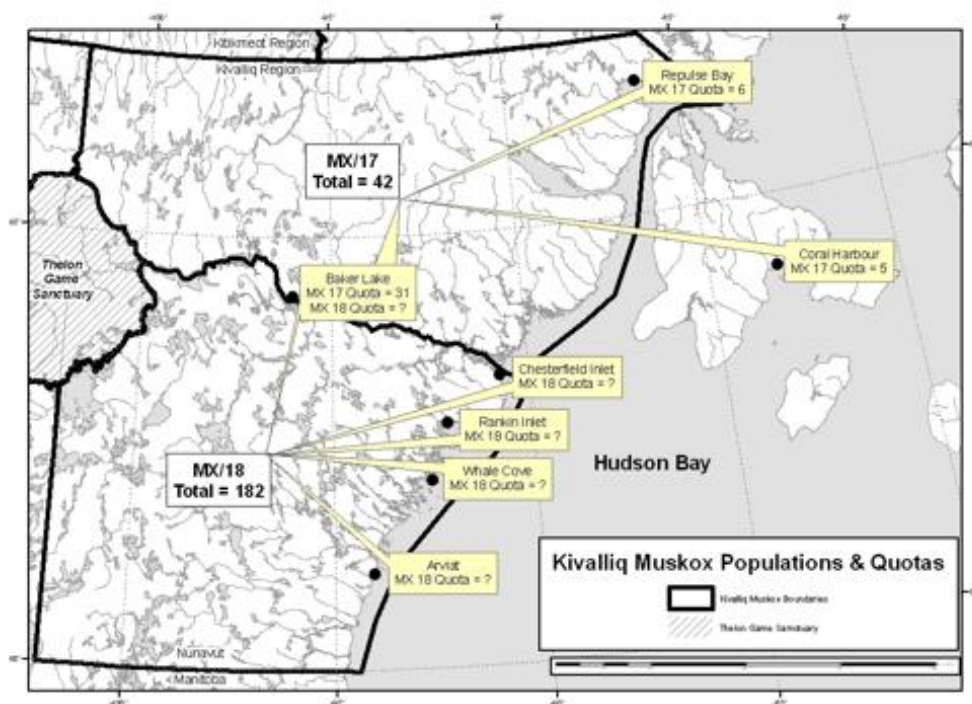 Kitikmeot Region
Kivalliq Region
Repulse Bay
MX 17 Quota = 6
MX/17
Total = 42
Coral Harbour
MX 17 Quota = 5
Thelon
Game
Sanctuary
Baker Lake
MX 17 Quota = 31
MX 18 Quota = ?
Chesterfield Inlet
MX 18 Quota = ?
Rankin Inlet
MX 18 Quota = ?
MX/18
Total = 182
Whale Cove
MX 18 Quota = ?
Hudson Bay
Arviat
MX 18 Quota = ?
Kivalliq Muskox Populations & Quotas
Kivalliq Muskox Boundaries
Thelon Game Sanctuary
Nunavut
Manitoba